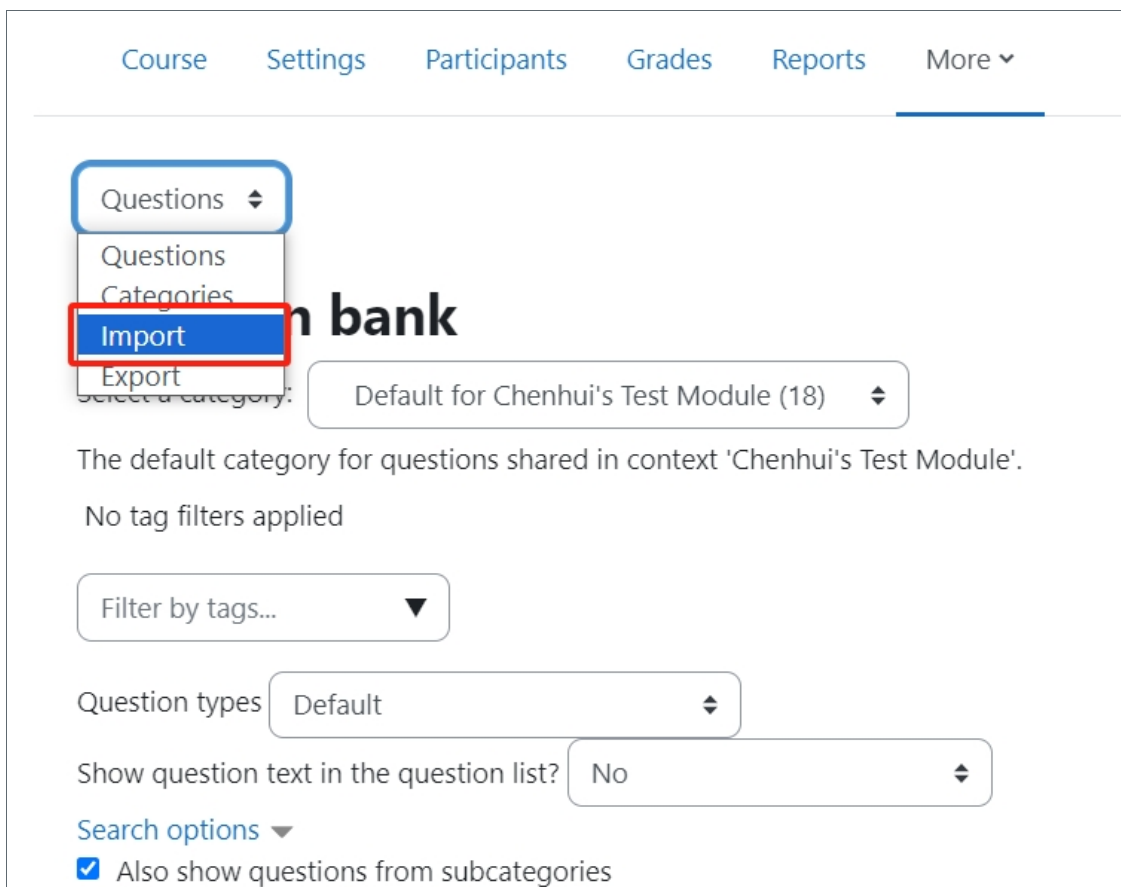 Course Settings Participants Grades Reports More
Questions
Questions
Categories
Import
n bank
Export
Select a category: Default for Chenhui's Test Module (18)
The default category for questions shared in context 'Chenhui's Test Module'.
No tag filters applied
Filter by tags...
Question types Default
Show question text in the question list? No
Search options
Also show questions from subcategories